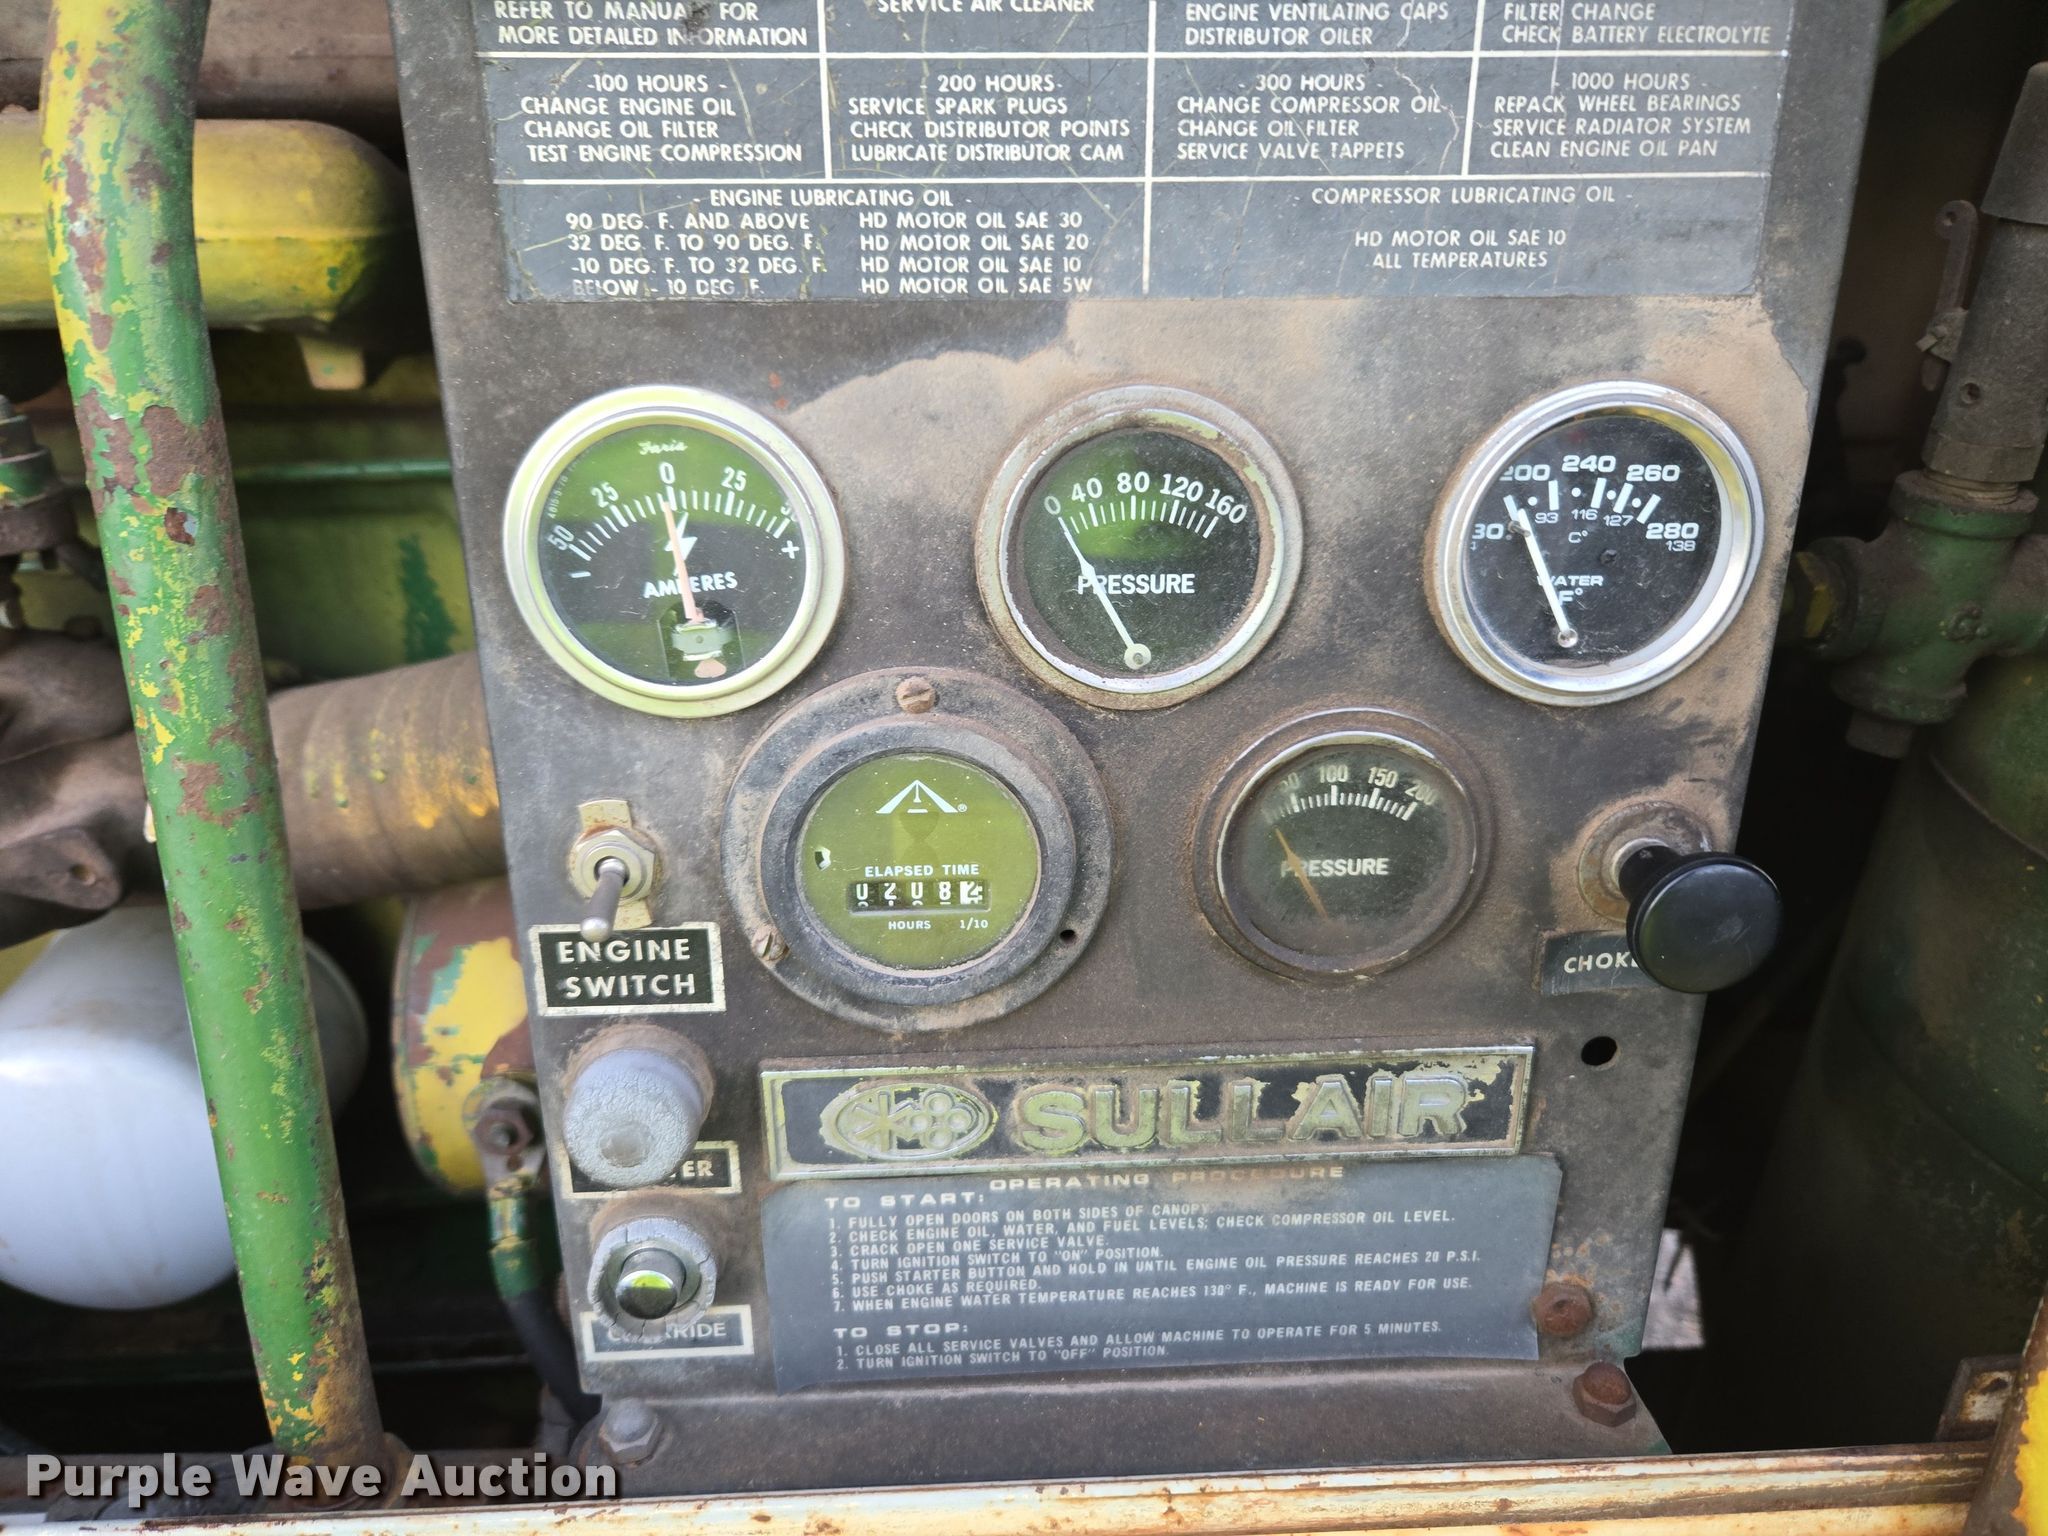 REFER TO MANUAL FOR
MORE DETAILED INFORMATION
SERVICE AIR CLEANER
ENGINE VENTILATING CAPS
DISTRIBUTOR OILER
FILTER CHANGE
CHECK BATTERY ELECTROLYTE
-100 HOURS -
CHANGE ENGINE OIL
CHANGE OIL FILTER
TEST ENGINE COMPRESSION
200 HOURS-
SERVICE SPARK PLUGS
CHECK DISTRIBUTOR POINTS
LUBRICATE DISTRIBUTOR CAM
- 300 HOURS -
CHANGE COMPRESSOR OIL
CHANGE OIL FILTER
SERVICE VALVE TAPPETS
- 1000 HOURS -
REPACK WHEEL BEARINGS
SERVICE RADIATOR SYSTEM
CLEAN ENGINE OIL PAN
- ENGINE LUBRICATING OIL -
90 DEG. F. AND ABOVE HD MOTOR OIL SAE 30
32 DEG. F. TO 90 DEG. F. HD MOTOR OIL SAE 20
-10 DEG. F. TO 32 DEG. F. HD MOTOR OIL SAE 10
BELOW - 10 DEG. F. HD MOTOR OIL SAE 5W
- COMPRESSOR LUBRICATING OIL -
HD MOTOR OIL SAE 10
ALL TEMPERATURES
Faria
50 25 0 25
- +
AMPERES
0 40 80 120 160
PRESSURE
200 240 260 280
93 116 127 138
C°
WATER
F°
®
ELAPSED TIME
0208
HOURS 1/10
100 150 200
PRESSURE
ENGINE
SWITCH
CHOKE
SULLAIR
OPERATING PROCEDURE
TO START:
1. FULLY OPEN DOORS ON BOTH SIDES OF CANOPY.
2. CHECK ENGINE OIL, WATER, AND FUEL LEVELS; CHECK COMPRESSOR OIL LEVEL.
3. CRACK OPEN ONE SERVICE VALVE.
4. TURN IGNITION SWITCH TO "ON" POSITION.
5. PUSH STARTER BUTTON AND HOLD IN UNTIL ENGINE OIL PRESSURE REACHES 20 P.S.I.
6. USE CHOKE AS REQUIRED.
7. WHEN ENGINE WATER TEMPERATURE REACHES 130° F., MACHINE IS READY FOR USE.
TO STOP:
1. CLOSE ALL SERVICE VALVES AND ALLOW MACHINE TO OPERATE FOR 5 MINUTES.
2. TURN IGNITION SWITCH TO "OFF" POSITION.
Purple Wave Auction